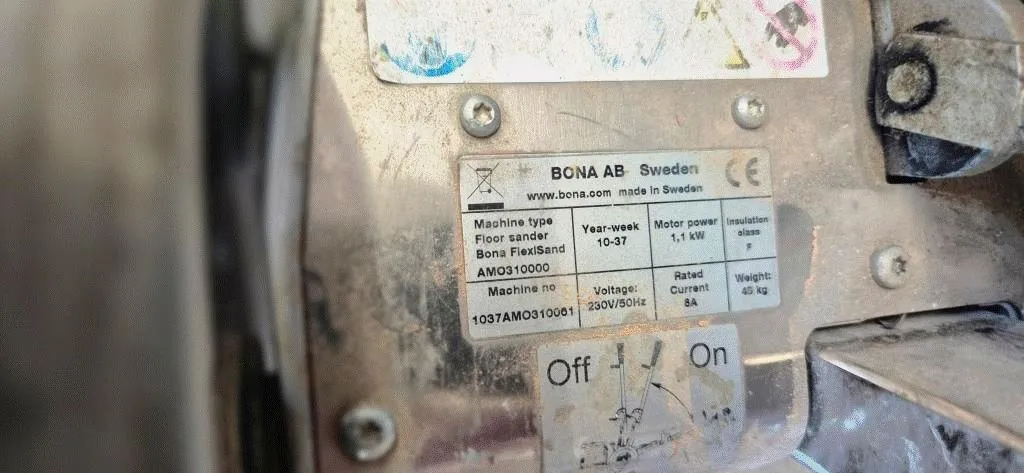 BONA AB Sweden
www.bona.com made in Sweden
CE
Machine type
Floor sander
Bona FlexiSand
AMO310000
Year-week
10-37
Motor power
1,1 kW
Insulation
class
F
Machine no
1037AMO310061
Voltage:
230V/50Hz
Rated
Current
8A
Weight:
45 kg
Off
On